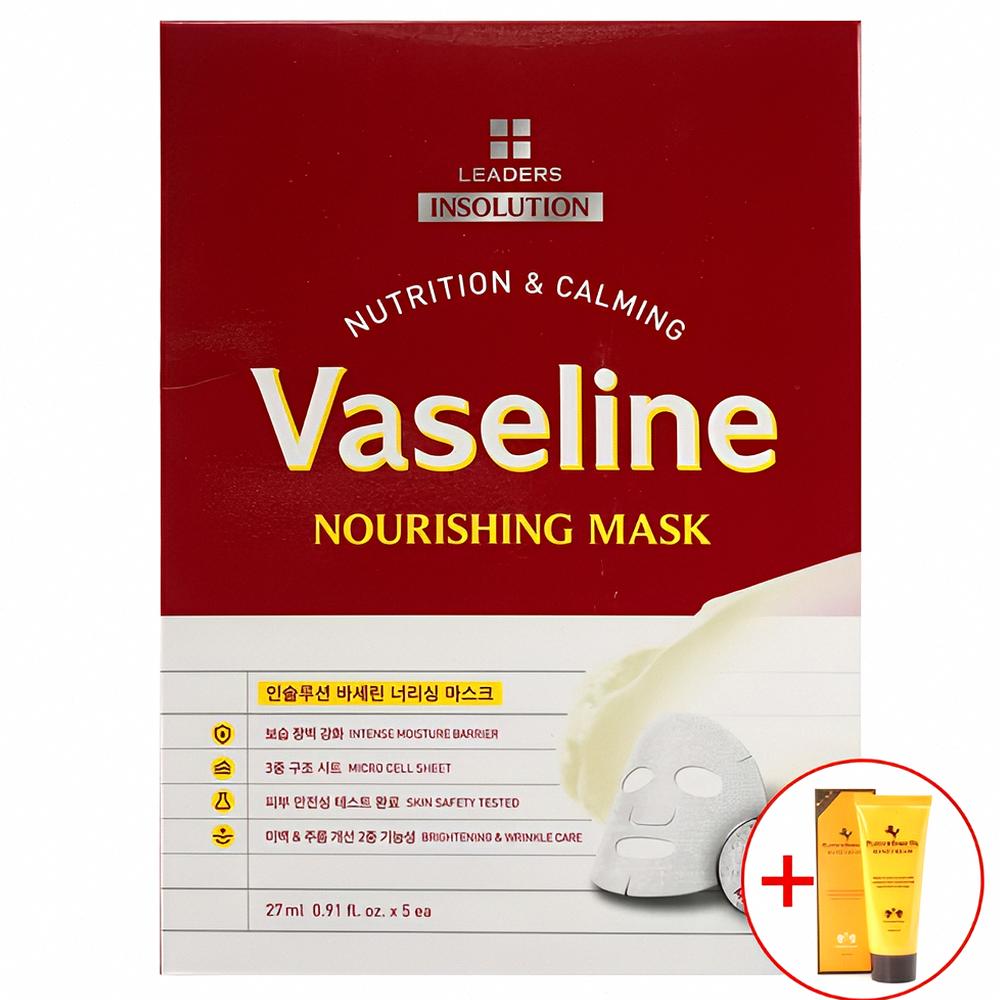 LEADERS
INSOLUTION
NUTRITION & CALMING
Vaseline
NOURISHING MASK
인솔루션 바세린 너리싱 마스크
보습 장벽 강화 INTENSE MOISTURE BARRIER
3중 구조 시트 MICRO CELL SHEET
피부 안전성 테스트 완료 SKIN SAFETY TESTED
미백 & 주름 개선 2중 기능성 BRIGHTENING & WRINKLE CARE
27ml 0.91 fl. oz. x 5 ea
+